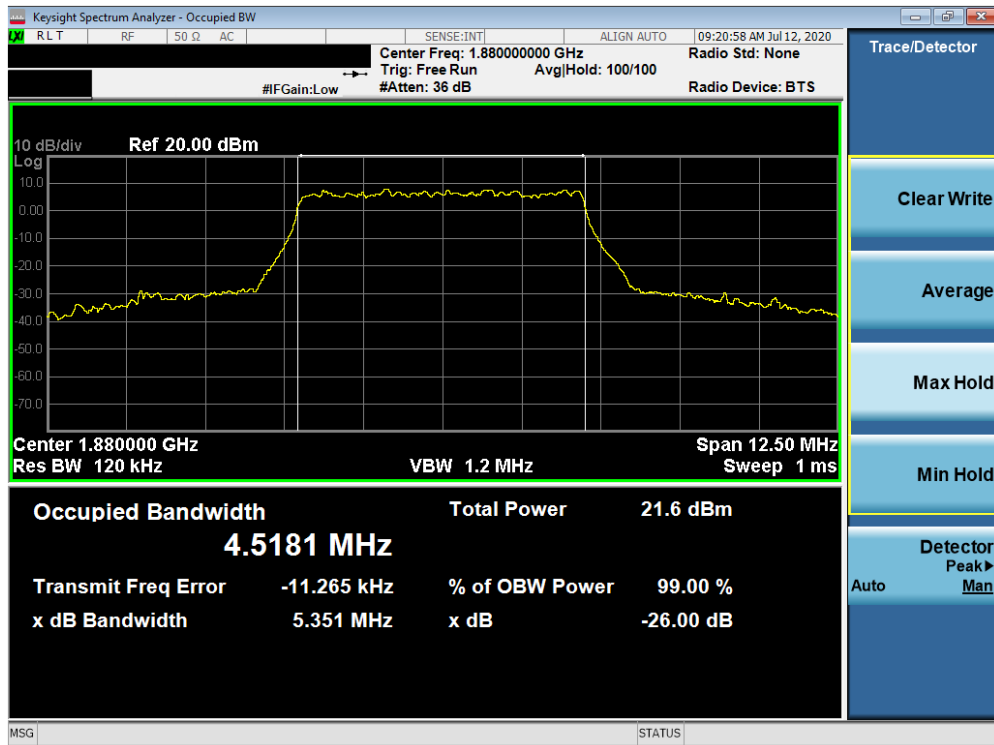 Keysight Spectrum Analyzer - Occupied BW
LXI RLT RF 50 Ω AC SENSE:INT ALIGN AUTO 09:20:58 AM Jul 12, 2020
Center Freq: 1.880000000 GHz Radio Std: None
Trig: Free Run Avg|Hold: 100/100
#IFGain:Low #Atten: 36 dB Radio Device: BTS
10 dB/div Ref 20.00 dBm
Log
10.0
0.00
-10.0
-20.0
-30.0
-40.0
-50.0
-60.0
-70.0
Center 1.880000 GHz Span 12.50 MHz
Res BW 120 kHz VBW 1.2 MHz Sweep 1 ms
Occupied Bandwidth Total Power 21.6 dBm
4.5181 MHz
Transmit Freq Error -11.265 kHz % of OBW Power 99.00 %
x dB Bandwidth 5.351 MHz x dB -26.00 dB
MSG STATUS
Trace/Detector
Clear Write
Average
Max Hold
Min Hold
Detector
Peak▶
Auto Man